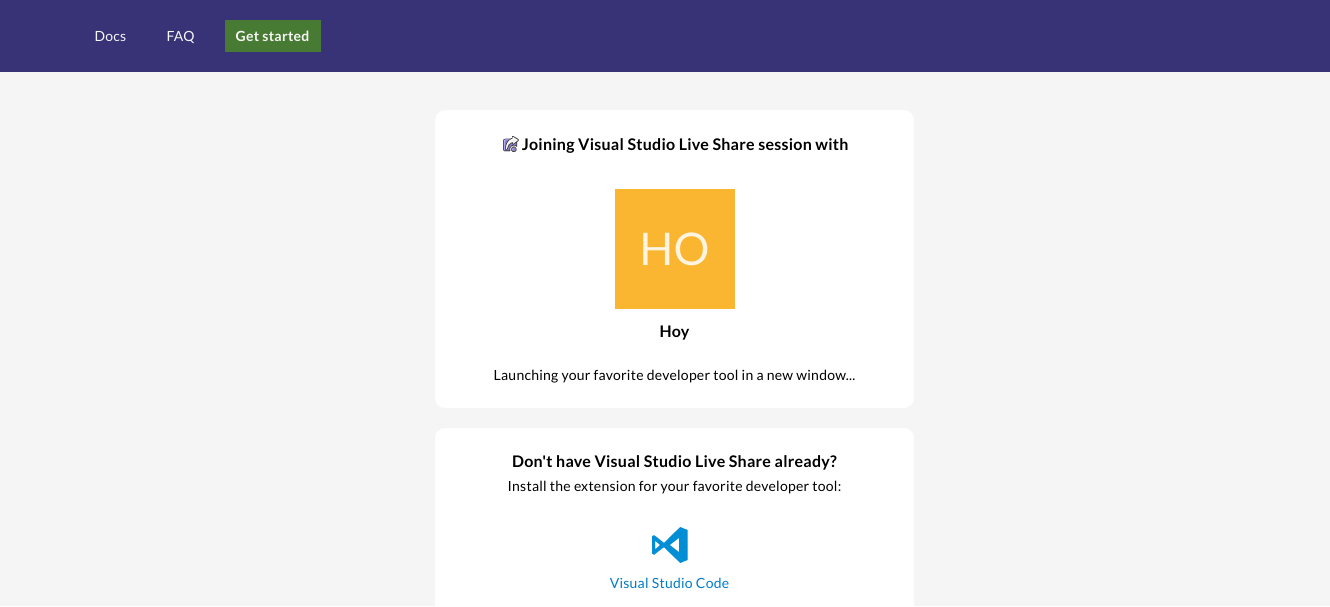 Docs FAQ Get started
Joining Visual Studio Live Share session with
HO
Hoy
Launching your favorite developer tool in a new window...
Don't have Visual Studio Live Share already?
Install the extension for your favorite developer tool:
Visual Studio Code